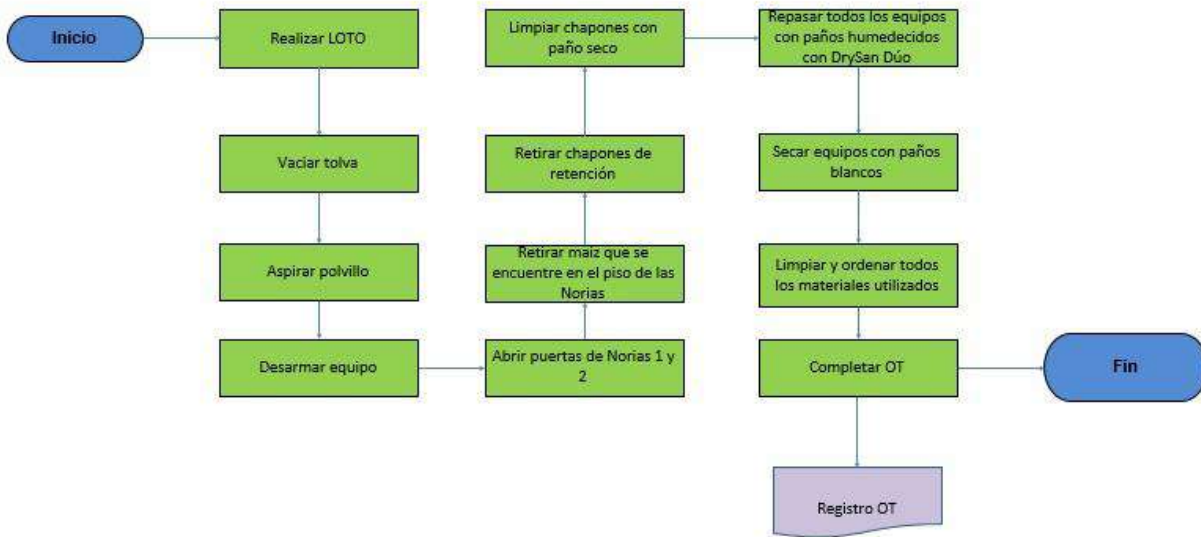 Inicio
Realizar LOTO
Vaciar tolva
Aspirar polvillo
Desarmar equipo
Abrir puertas de Norias 1 y
2
Retirar maíz que se
encuentre en el piso de las
Norias
Retirar chapones de
retención
Limpiar chapones con
paño seco
Repasar todos los equipos
con paños humedecidos
con DrySan Dúo
Secar equipos con paños
blancos
Limpiar y ordenar todos
los materiales utilizados
Completar OT
Fin
Registro OT